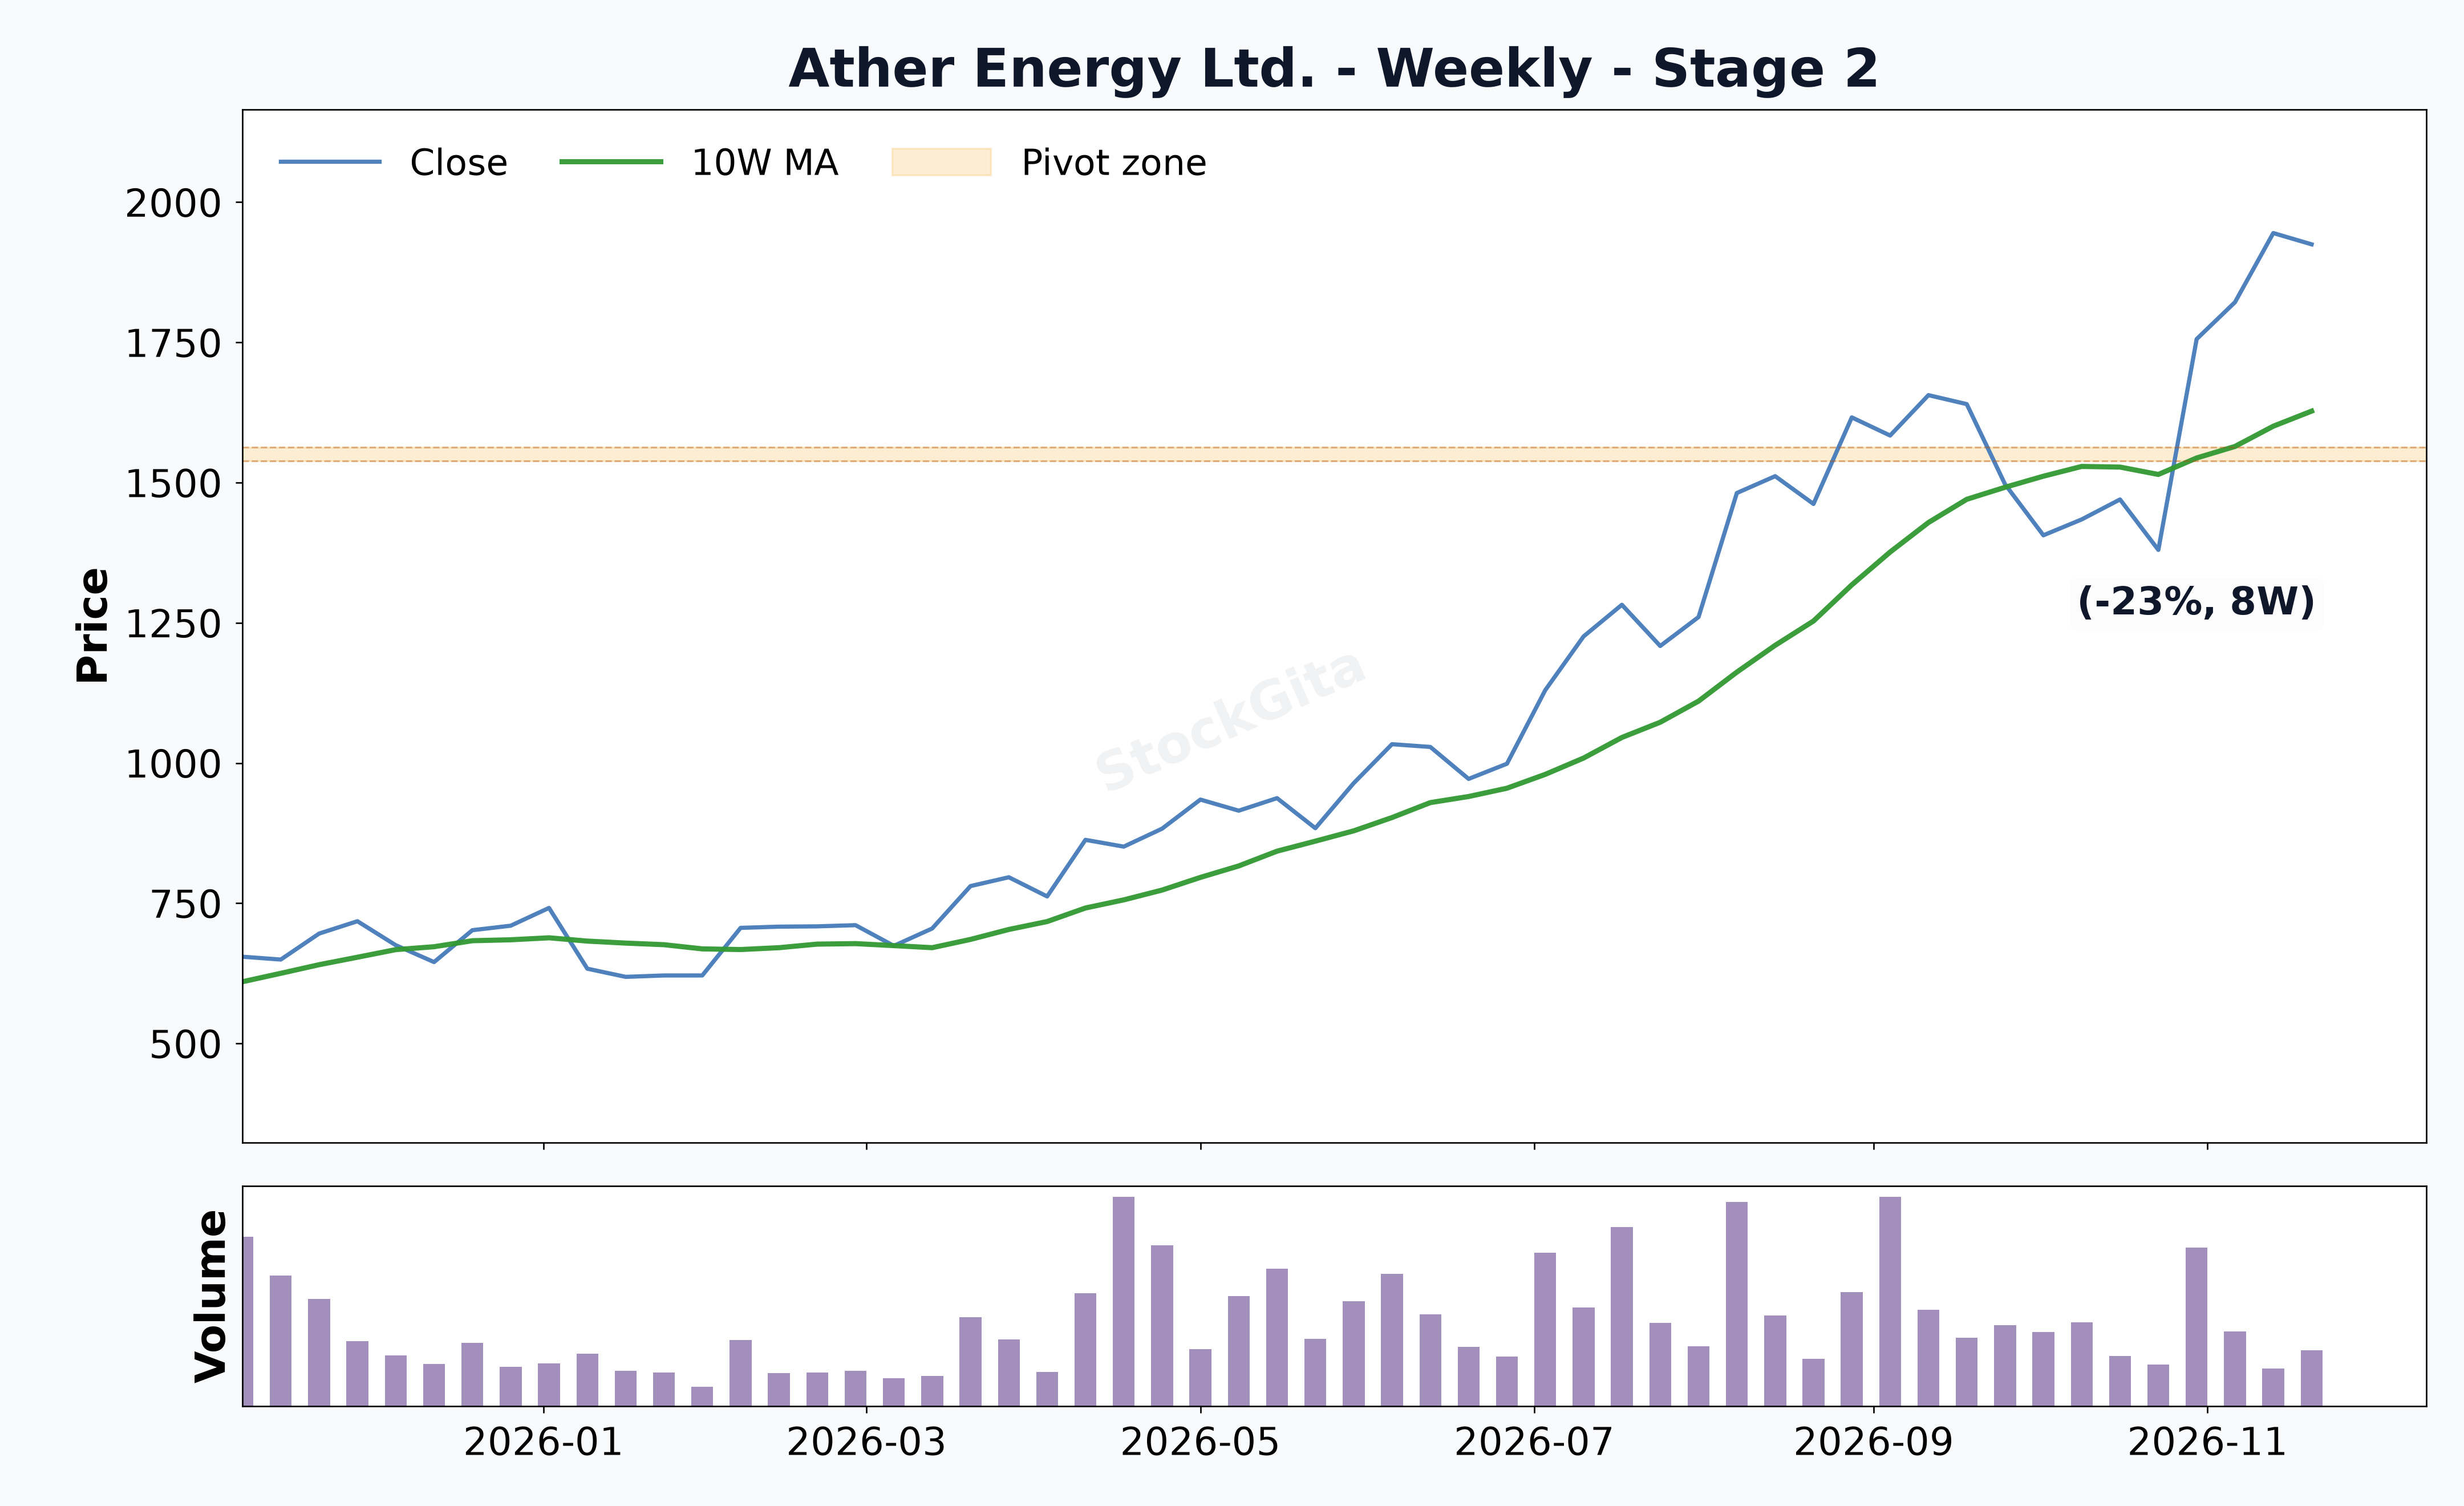 Ather Energy Ltd. - Weekly - Stage 2
Close 10W MA Pivot zone
2000
1750
1500
1250
1000
750
500
Price
(-23%, 8W)
StockGita
Volume
2026-01 2026-03 2026-05 2026-07 2026-09 2026-11